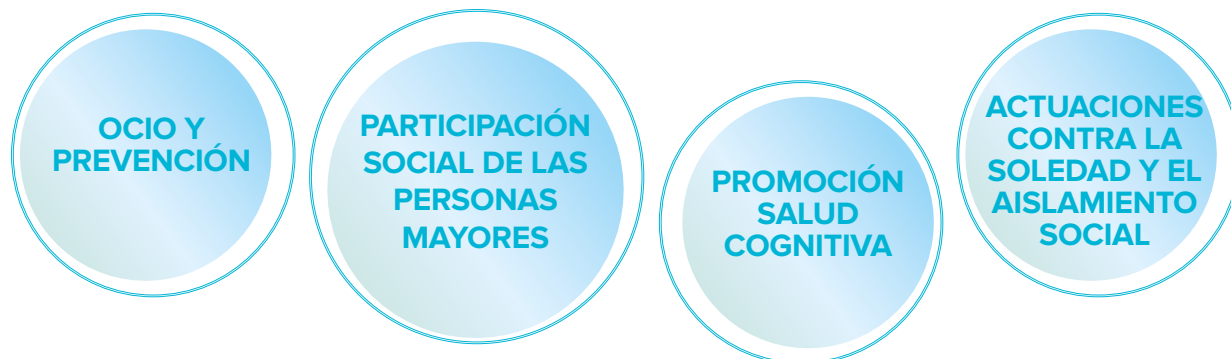 OCIO Y
PREVENCIÓN
PARTICIPACIÓN
SOCIAL DE LAS
PERSONAS
MAYORES
PROMOCIÓN
SALUD
COGNITIVA
ACTUACIONES
CONTRA LA
SOLEDAD Y EL
AISLAMIENTO
SOCIAL